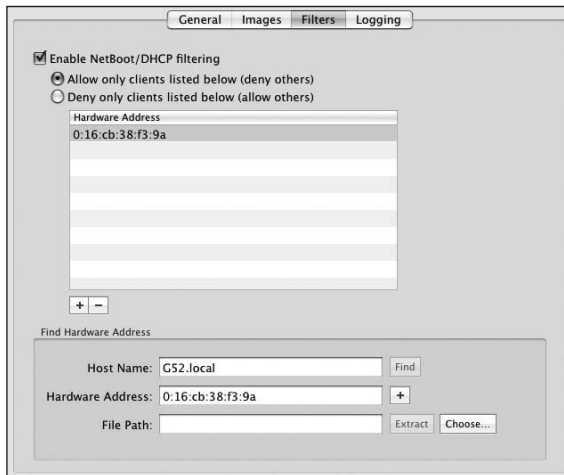 General Images Filters Logging
Enable NetBoot/DHCP filtering
Allow only clients listed below (deny others)
Deny only clients listed below (allow others)
Hardware Address
0:16:cb:38:f3:9a
+ −
Find Hardware Address
Host Name: G52.local Find
Hardware Address: 0:16:cb:38:f3:9a +
File Path: Extract Choose...